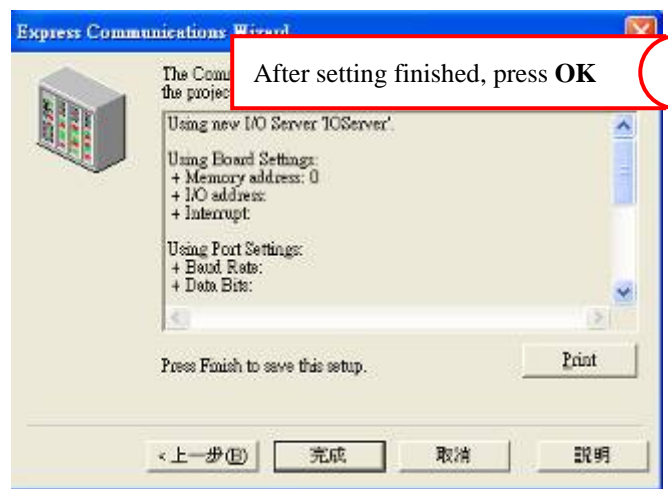 Express Communications Wizard
After setting finished, press OK
The Com
the projec
Using new I/O Server 'IOServer'.
Using Board Settings:
+ Memory address: 0
+ I/O address:
+ Interrupt:
Using Port Settings:
+ Baud Rate:
+ Data Bits:
Press Finish to save this setup.
Print
<上一步(B)
完成
取消
說明